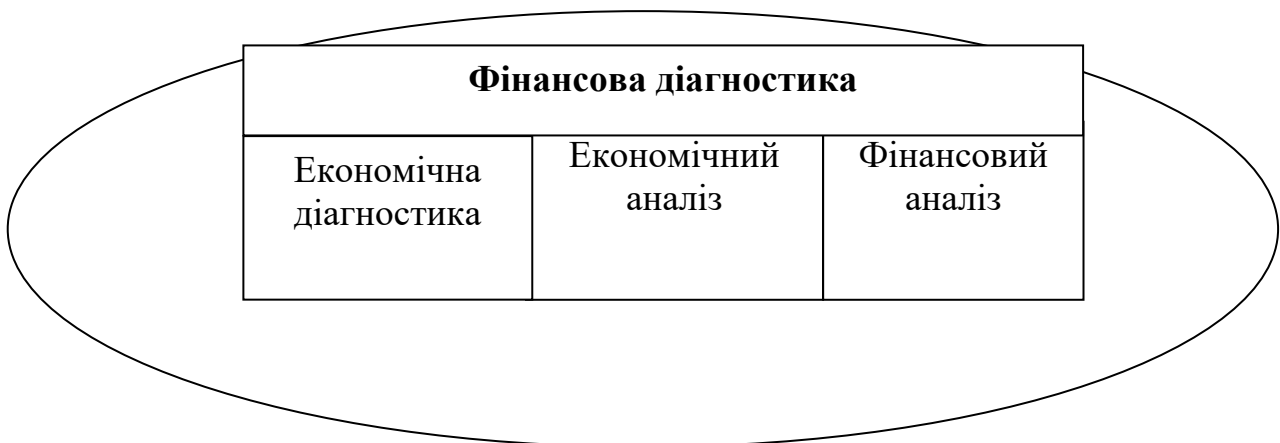 Фінансова діагностика
Економічна
діагностика
Економічний
аналіз
Фінансовий
аналіз